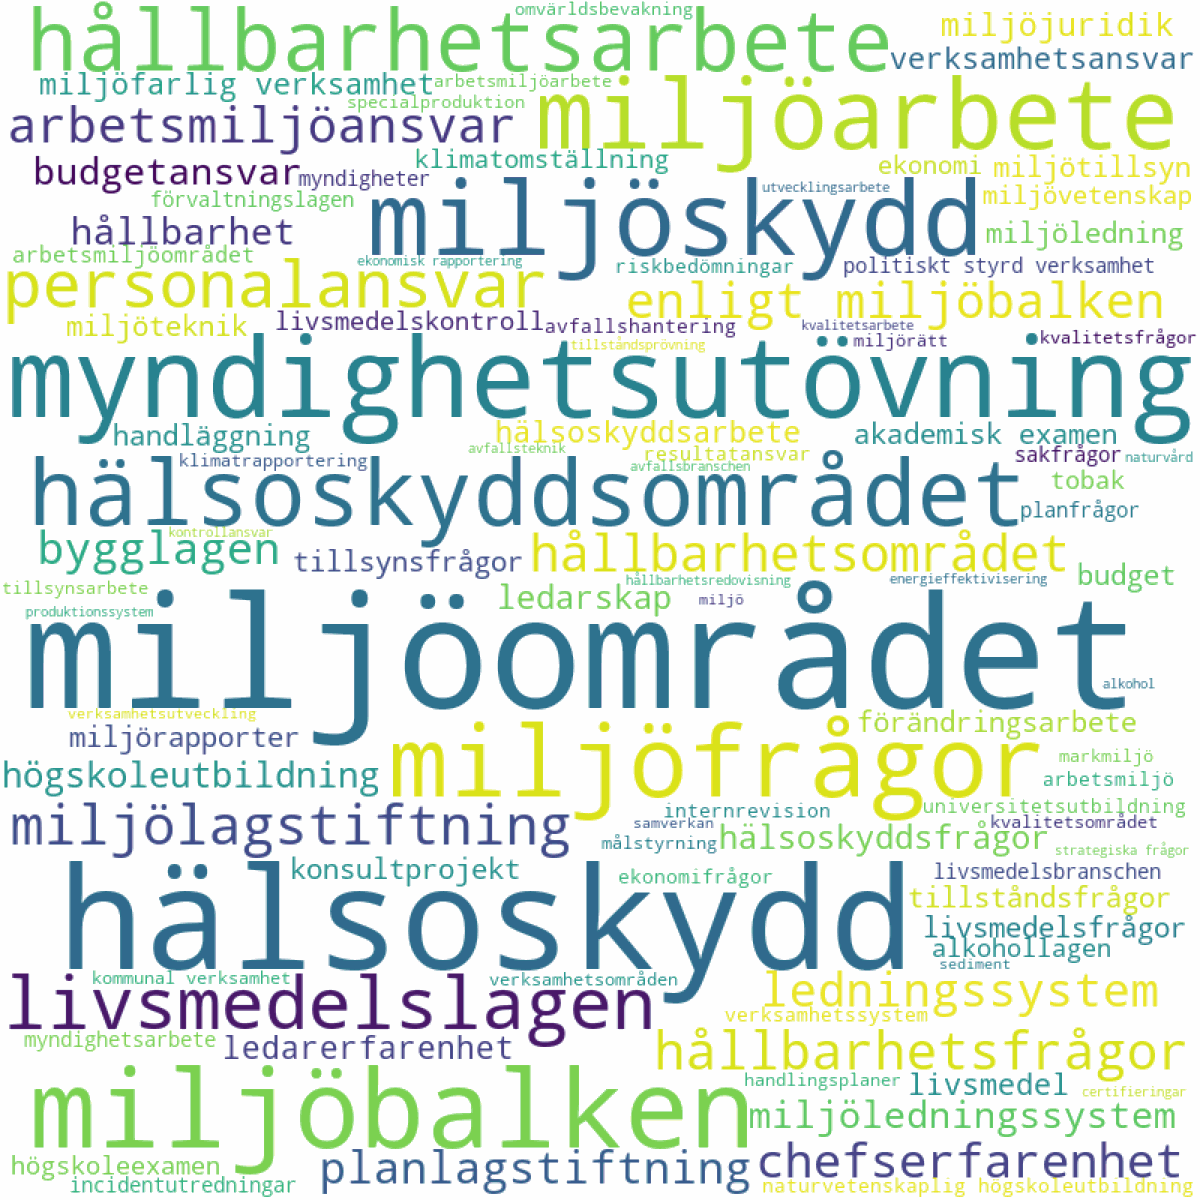 omvärldsbevakning
hållbarhetsarbete
miljöjuridik
verksamhetsansvar
miljöfarlig verksamhet
arbetsmiljöarbete
specialproduktion
miljöarbete
arbetsmiljöansvar
klimatomställning
budgetansvar
myndigheter
ekonomi
miljötillsyn
förvaltningslagen
miljöskydd
utvecklingsarbete
miljövetenskap
hållbarhet
miljöledning
arbetsmiljöområdet
ekonomisk rapportering
riskbedömningar
politiskt styrd verksamhet
personalansvar
enligt miljöbalken
miljöteknik
livsmedelskontroll
avfallshantering
kvalitetsarbete
tillståndsprövning
miljörätt
kvalitetsfrågor
myndighetsutövning
handläggning
hälsoskyddsarbete
akademisk examen
avfallsteknik
resultatansvar
sakfrågor
naturvård
klimatrapportering
avfallsbranschen
hälsoskyddsområdet
tobak
planfrågor
kontrollansvar
bygglagen
tillsynsfrågor
hållbarhetsområdet
tillsynsarbete
hållbarhetsredovisning
energieffektivisering
budget
produktionssystem
ledarskap
miljö
miljöområdet
alkohol
verksamhetsutveckling
miljörapporter
miljöfrågor
förändringsarbete
markmiljö
högskoleutbildning
arbetsmiljö
miljölagstiftning
internrevision
universitetsutbildning
samverkan
kvalitetsområdet
målstyrning
hälsoskyddsfrågor
strategiska frågor
hälsoskydd
konsultprojekt
ekonomifrågor
livsmedelsbranschen
tillståndsfrågor
livsmedelsfrågor
alkohollagen
sediment
kommunal verksamhet
verksamhetsområden
livsmedelslagen
ledningssystem
verksamhetssystem
myndighetsarbete
ledarerfarenhet
hållbarhetsfrågor
miljöbalken
handlingsplaner
livsmedel
certifieringar
miljöledningssystem
högskoleexamen
planlagstiftning
chefserfarenhet
incidentutredningar
naturvetenskaplig högskoleutbildning